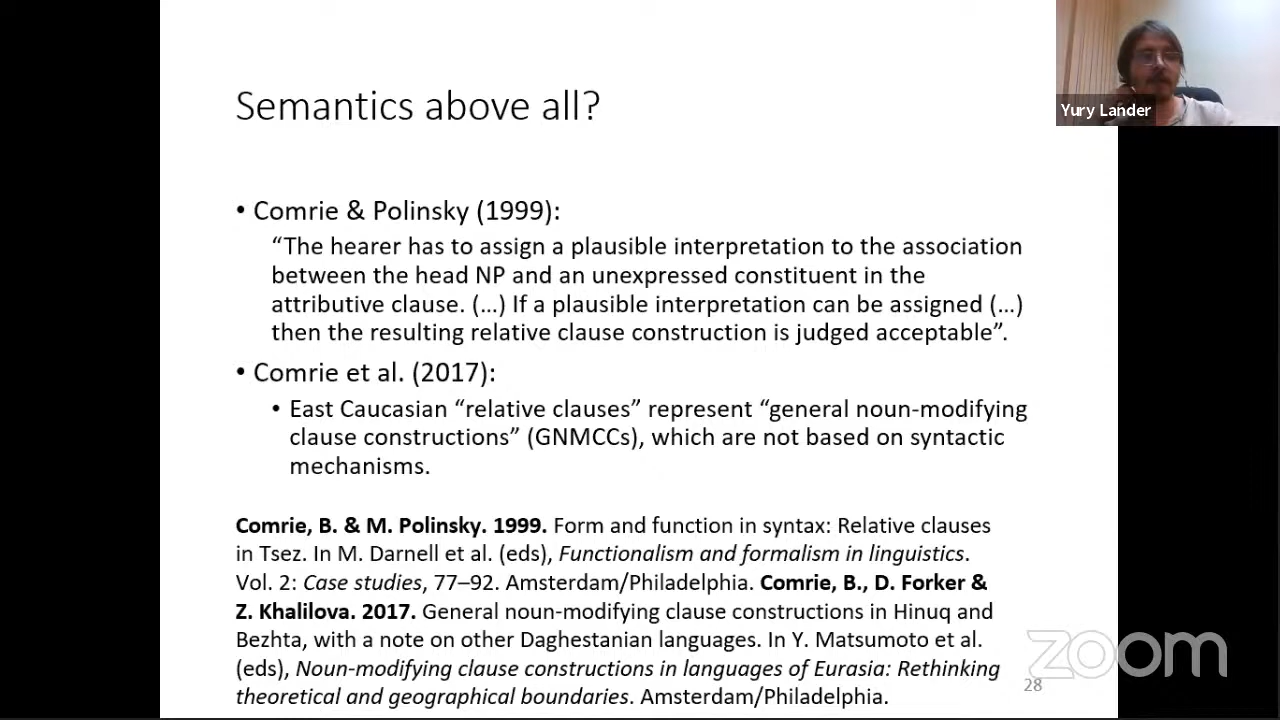 Semantics above all?
Yury Lander
• Comrie & Polinsky (1999):
“The hearer has to assign a plausible interpretation to the association
between the head NP and an unexpressed constituent in the
attributive clause. (…) If a plausible interpretation can be assigned (…)
then the resulting relative clause construction is judged acceptable”.
• Comrie et al. (2017):
• East Caucasian “relative clauses” represent “general noun-modifying
clause constructions” (GNMCCs), which are not based on syntactic
mechanisms.
Comrie, B. & M. Polinsky. 1999. Form and function in syntax: Relative clauses
in Tsez. In M. Darnell et al. (eds), Functionalism and formalism in linguistics.
Vol. 2: Case studies, 77–92. Amsterdam/Philadelphia. Comrie, B., D. Forker &
Z. Khalilova. 2017. General noun-modifying clause constructions in Hinuq and
Bezhta, with a note on other Daghestanian languages. In Y. Matsumoto et al.
(eds), Noun-modifying clause constructions in languages of Eurasia: Rethinking
theoretical and geographical boundaries. Amsterdam/Philadelphia.
zoom
28